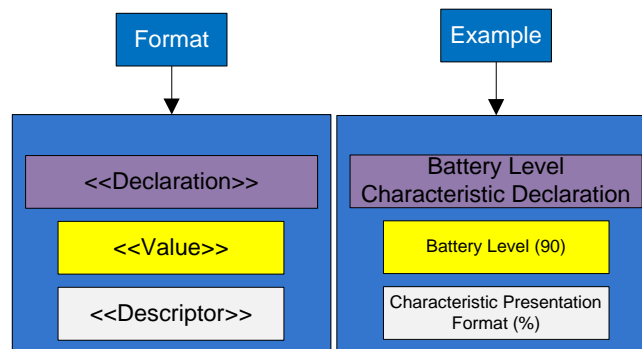 Format
Example
<<Declaration>>
<<Value>>
<<Descriptor>>
Battery Level
Characteristic Declaration
Battery Level (90)
Characteristic Presentation
Format (%)